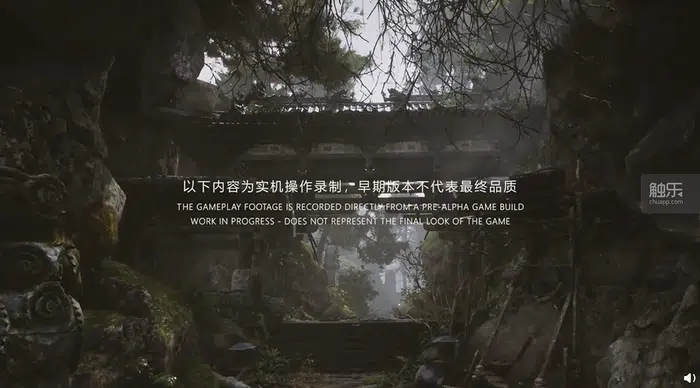 以下内容为实机操作录制，早期版本不代表最终品质
THE GAMEPLAY FOOTAGE IS RECORDED DIRECTLY FROM A PRE-ALPHA GAME BUILD
WORK IN PROGRESS - DOES NOT REPRESENT THE FINAL LOOK OF THE GAME
触乐
chuapp.com